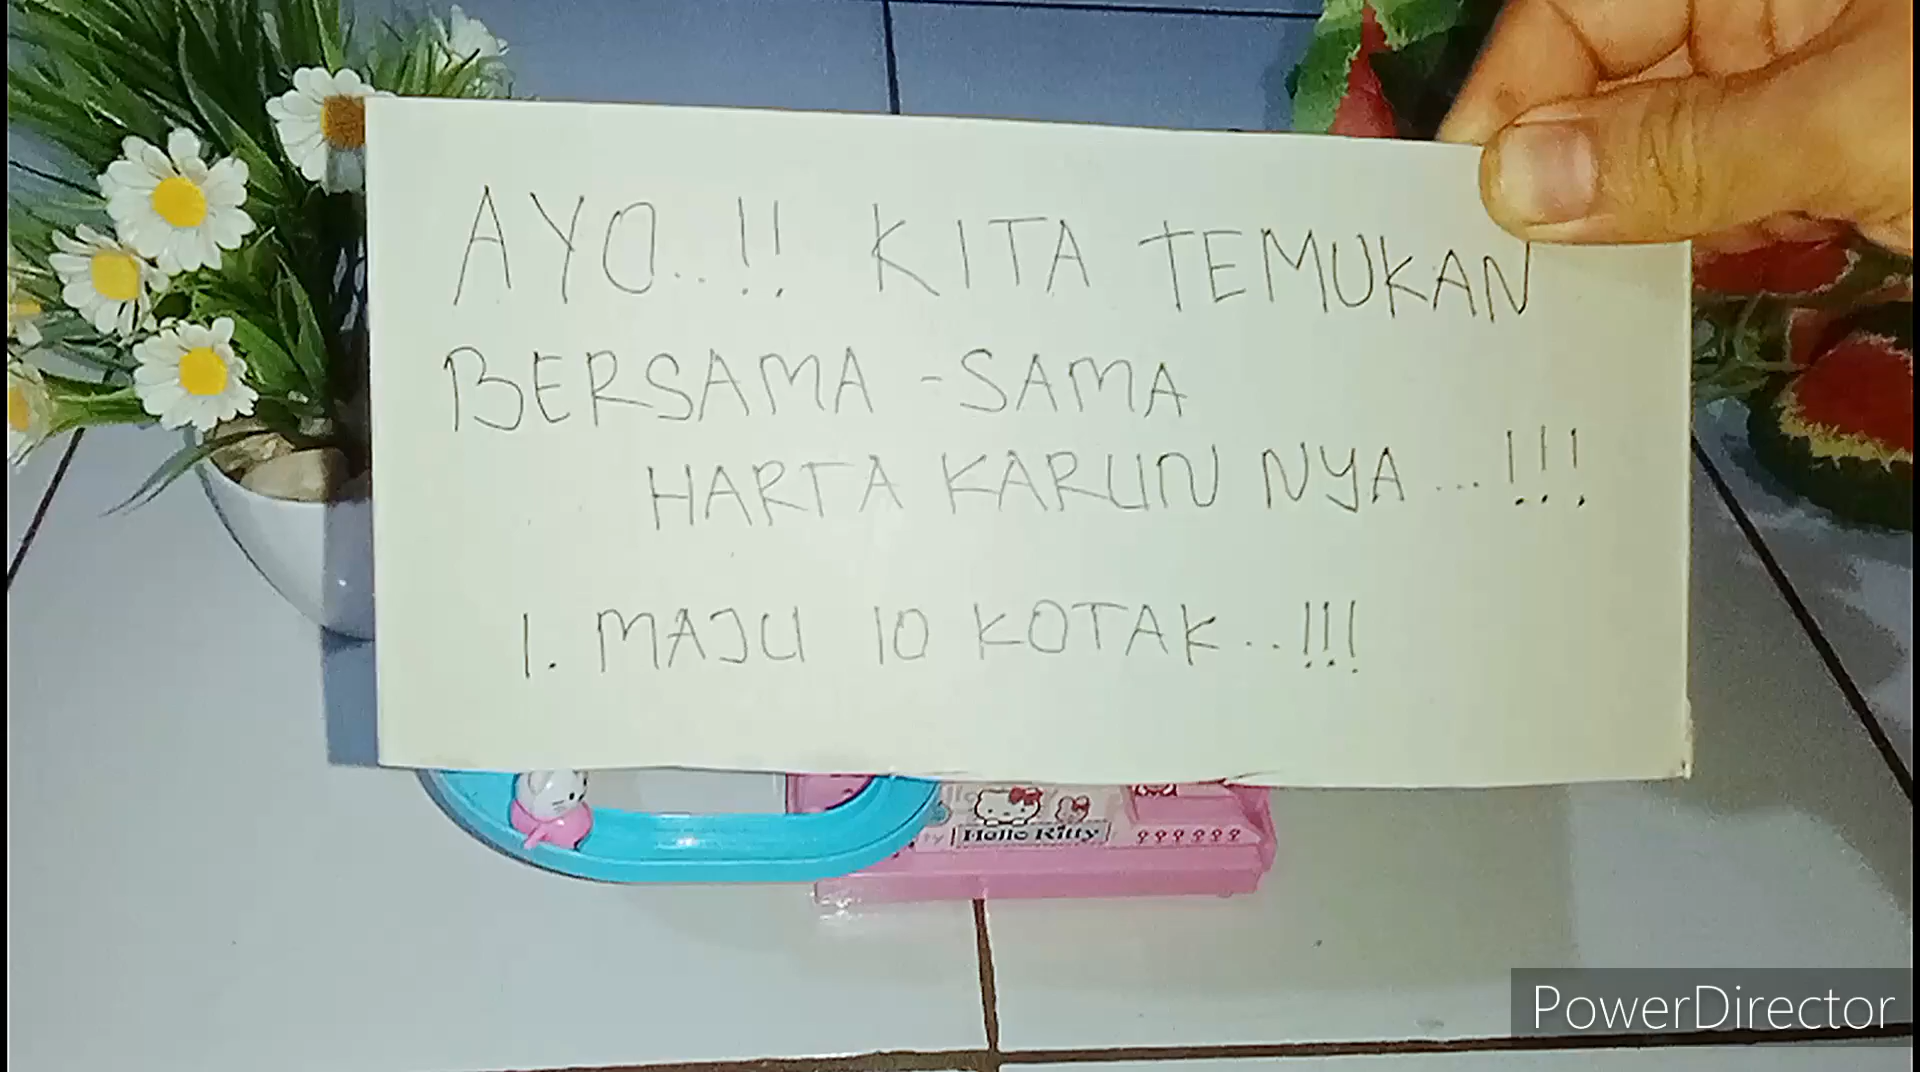 AYO..!! KITA TEMUKAN
BERSAMA-SAMA
HARTA KARUN NYA...!!!
1. MAJU 10 KOTAK..!!!
Hello Kitty
PowerDirector